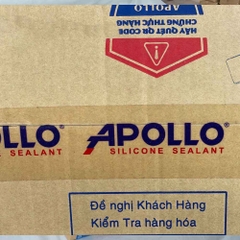 HÃY QUÉT QR CODE
CHỨNG THỰC HÀNG
APOLLO
OLLO® APOLLO®
E SEALANT SILICONE SEALANT
Đề nghị Khách Hàng
Kiểm Tra hàng hóa